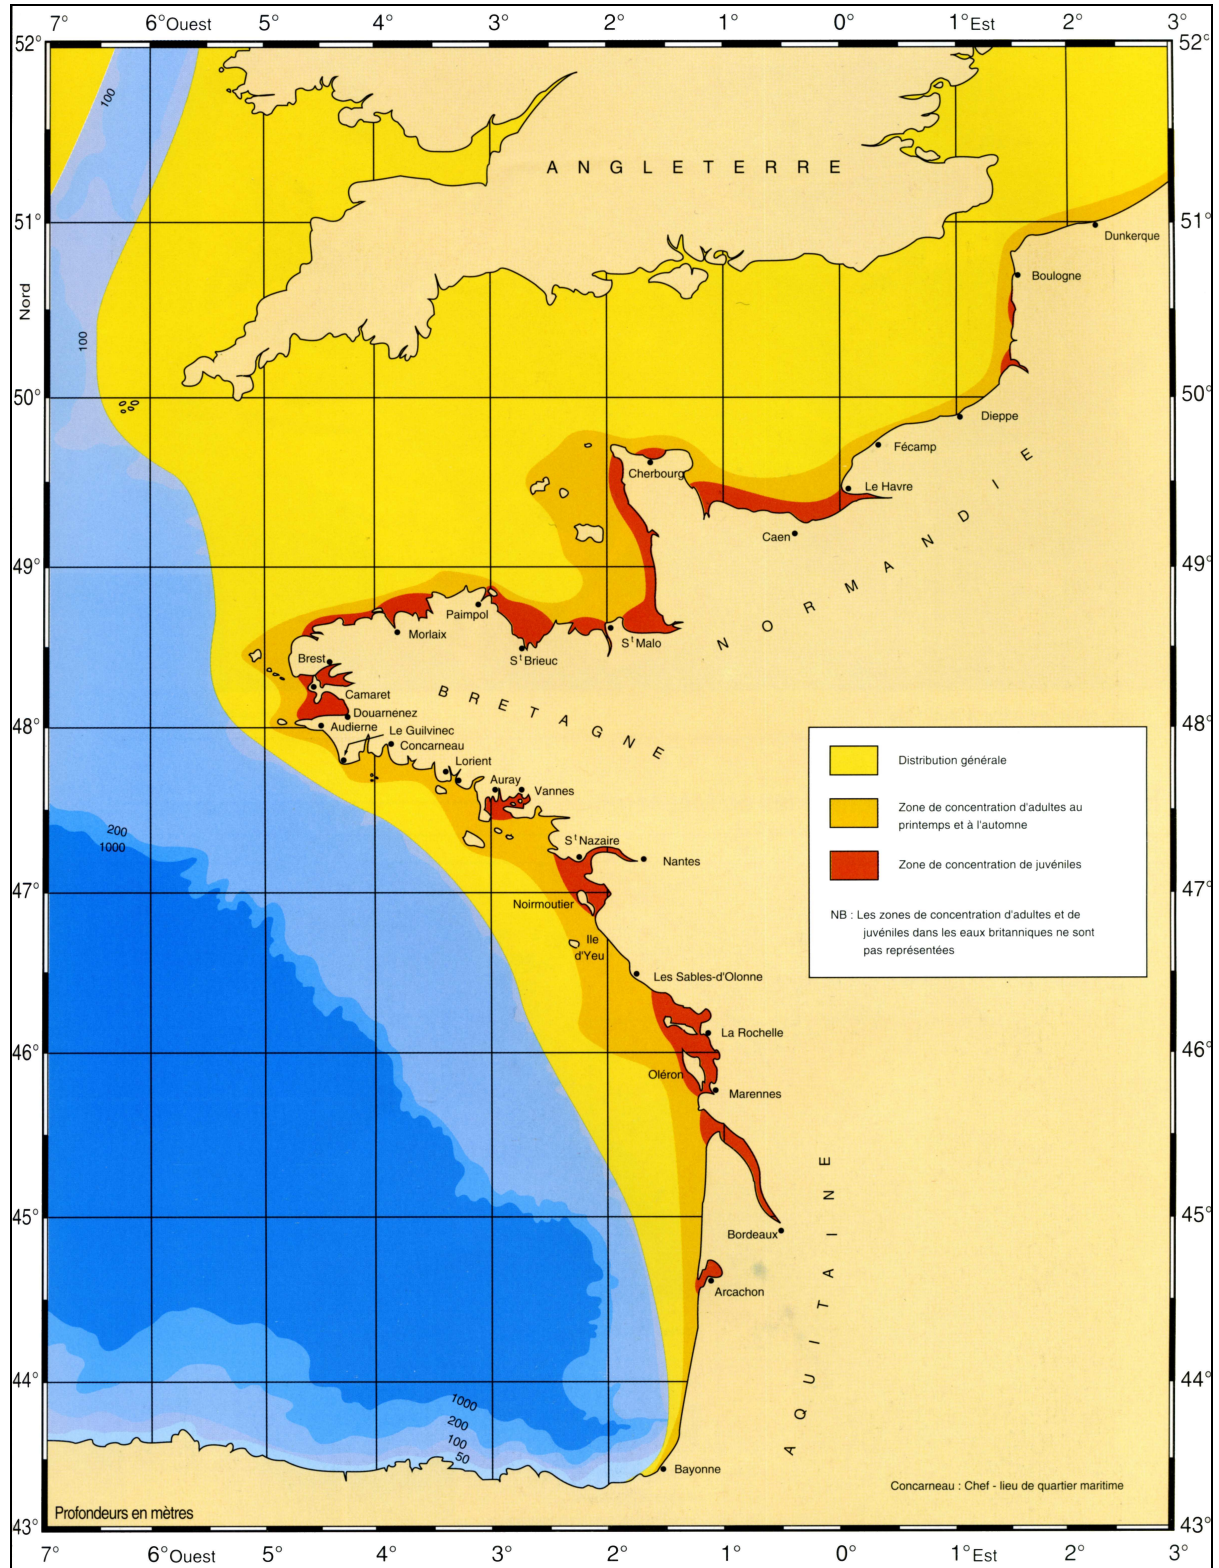 7° 6° Ouest 5° 4° 3° 2° 1° 0° 1° Est 2° 3°
52° 52°
100
ANGLETERRE
51° 51°
Dunkerque
Boulogne
Nord
100
50° 50°
Dieppe
Fécamp
Cherbourg
Le Havre
Caen
NORMANDIE
49° 49°
Paimpol
Morlaix
St Malo
St Brieuc
Brest
Camaret
BRETAGNE
Douarnenez
Audierne
Le Guilvinec
Concarneau
48° 48°
Lorient
Auray
Vannes
Distribution générale
Zone de concentration d'adultes au
printemps et à l'automne
Zone de concentration de juvéniles
NB : Les zones de concentration d'adultes et de
juvéniles dans les eaux britanniques ne sont
pas représentées
200
1000
St Nazaire
Nantes
47° 47°
Noirmoutier
Ile
d'Yeu
Les Sables-d'Olonne
La Rochelle
46° 46°
Oléron
Marennes
AQUITAINE
45° 45°
Bordeaux
Arcachon
44° 44°
1000
200
100
50
Bayonne
Concarneau : Chef - lieu de quartier maritime
Profondeurs en mètres
43° 43°
7° 6° Ouest 5° 4° 3° 2° 1° 0° 1° Est 2° 3°